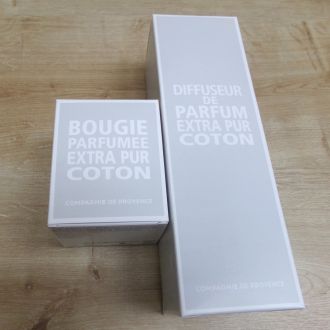 BOUGIE
PARFUMEE
EXTRA PUR
COTON
COMPAGNIE DE PROVENCE
DIFFUSEUR
DE
PARFUM
EXTRA PUR
COTON
COMPAGNIE DE PROVENCE